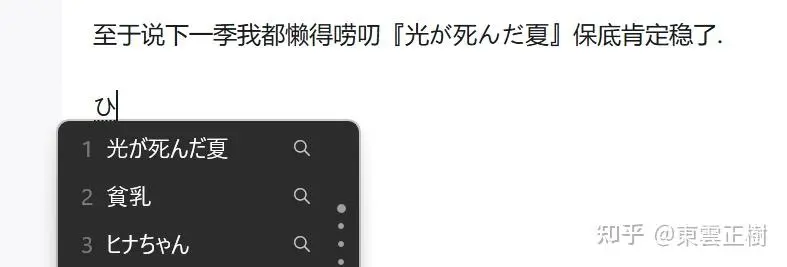 至于说下一季我都懒得唠叨『光が死んだ夏』保底肯定稳了.
ひ
1 光が死んだ夏
2 貧乳
3 ヒナちゃん
知乎 @東雲正樹